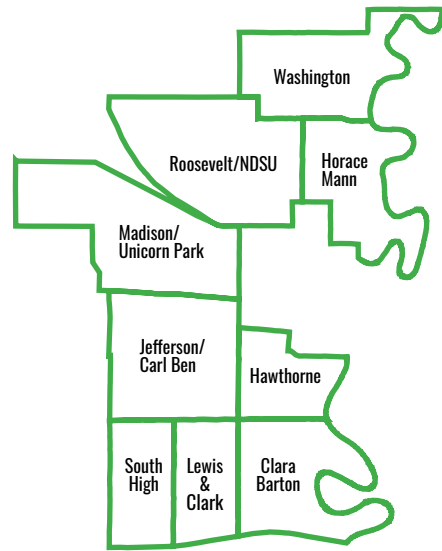 Washington
Roosevelt/NDSU
Horace
Mann
Madison/
Unicorn Park
Jefferson/
Carl Ben
Hawthorne
South
High
Lewis
&
Clark
Clara
Barton